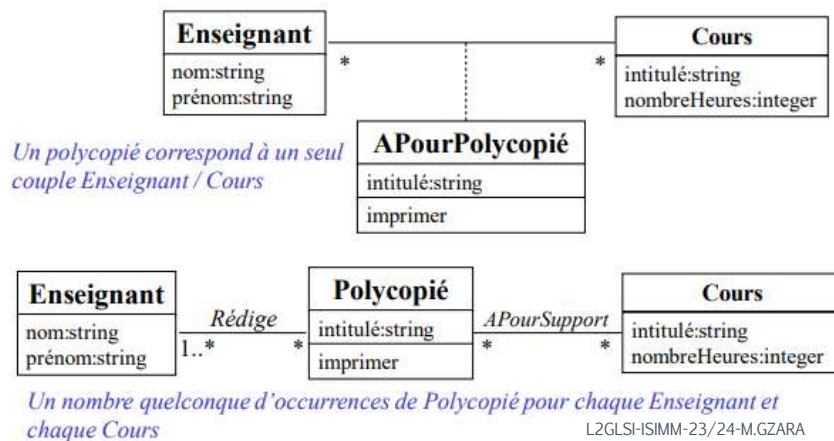 Enseignant
nom:string
prénom:string
*
*
Cours
intitulé:string
nombreHeures:integer
Un polycopié correspond à un seul
couple Enseignant / Cours
APourPolycopié
intitulé:string
imprimer
Enseignant
nom:string
prénom:string
Rédige
1..*
*
Polycopié
intitulé:string
imprimer
APourSupport
*
*
Cours
intitulé:string
nombreHeures:integer
Un nombre quelconque d'occurrences de Polycopié pour chaque Enseignant et
chaque Cours
L2GLSI-ISIMM-23/24-M.GZARA